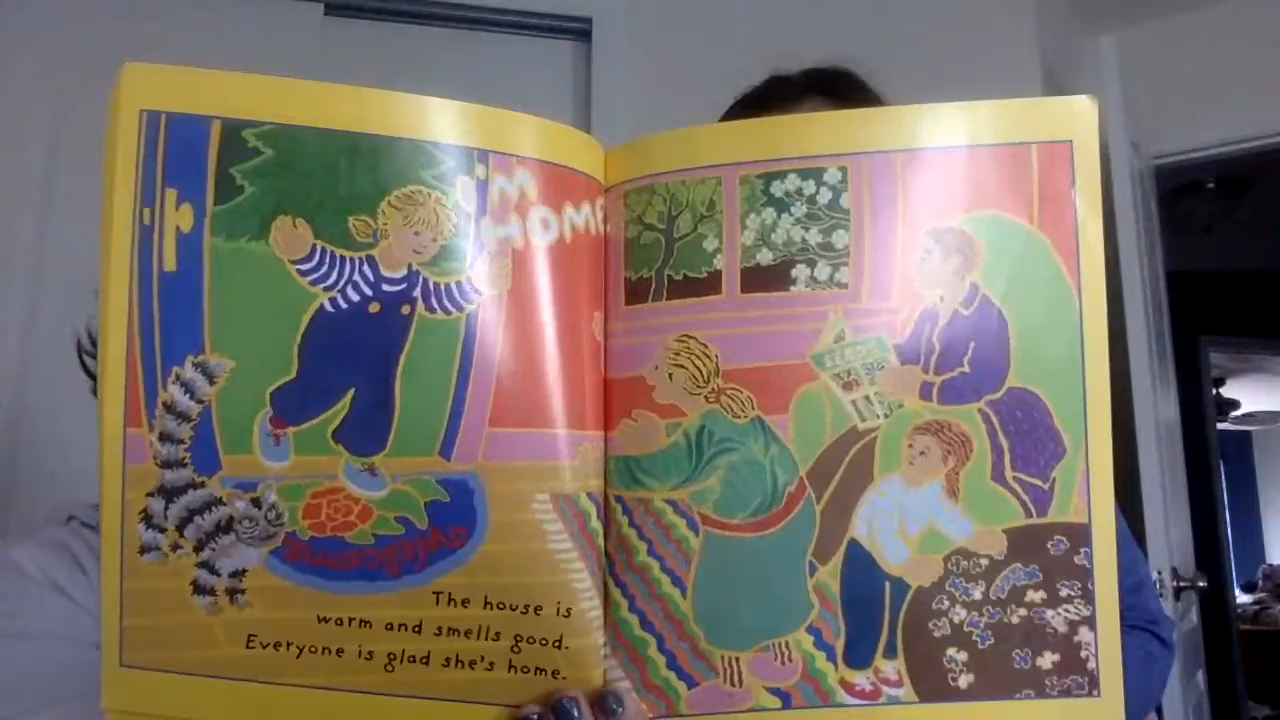 I'M
HOME
The house is
warm and smells good.
Everyone is glad she's home.
Welcome